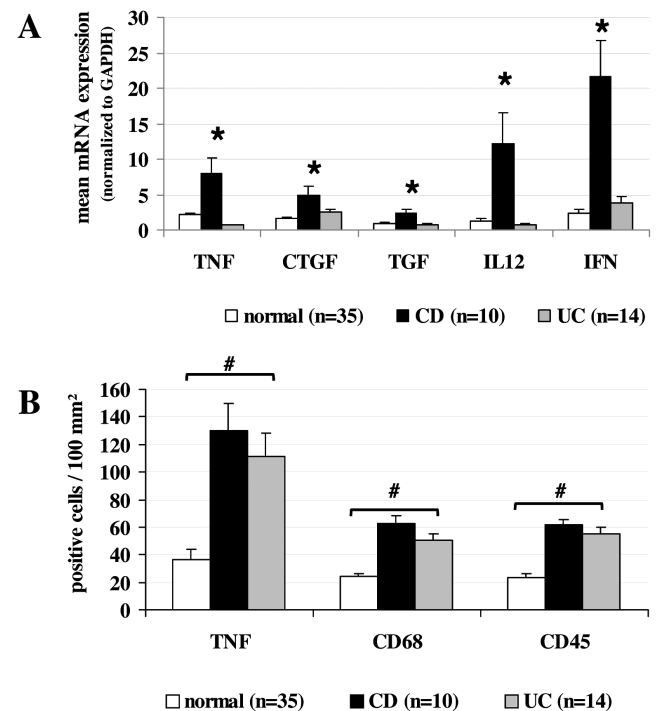 A
mean mRNA expression
(normalized to GAPDH)
30
25
20
15
10
5
0
* * * * *
TNF CTGF TGF IL12 IFN
normal (n=35) CD (n=10) UC (n=14)
B
positive cells / 100 mm²
160
140
120
100
80
60
40
20
0
# # #
TNF CD68 CD45
normal (n=35) CD (n=10) UC (n=14)